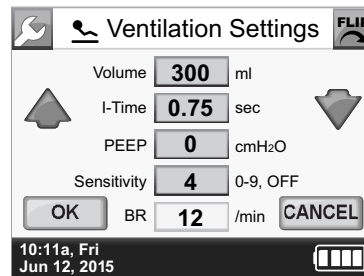 Ventilation Settings
FLIP
Volume 300 ml
I-Time 0.75 sec
PEEP 0 cmH2O
Sensitivity 4 0-9, OFF
OK BR 12 /min CANCEL
10:11a, Fri
Jun 12, 2015